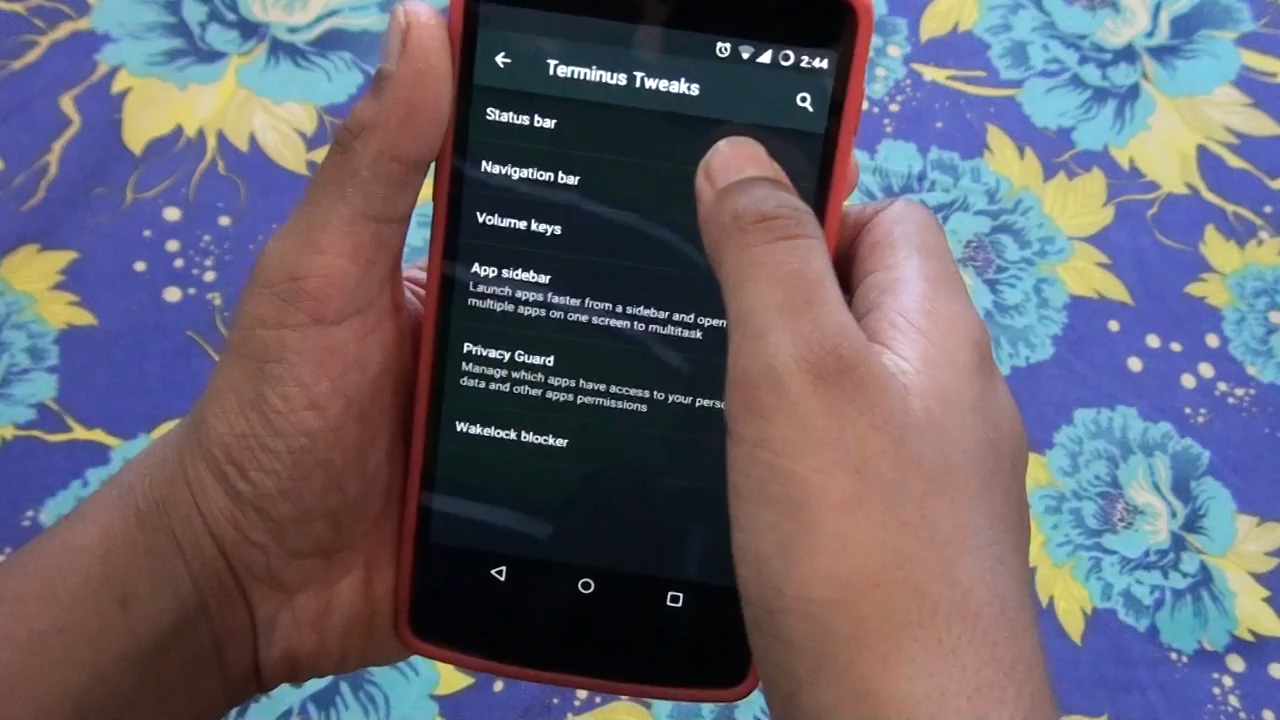 2:44
Terminus Tweaks
Status bar
Navigation bar
Volume keys
App sidebar
Launch apps faster from a sidebar and open
multiple apps on one screen to multitask
Privacy Guard
Manage which apps have access to your
data and other apps permissions
Wakelock blocker